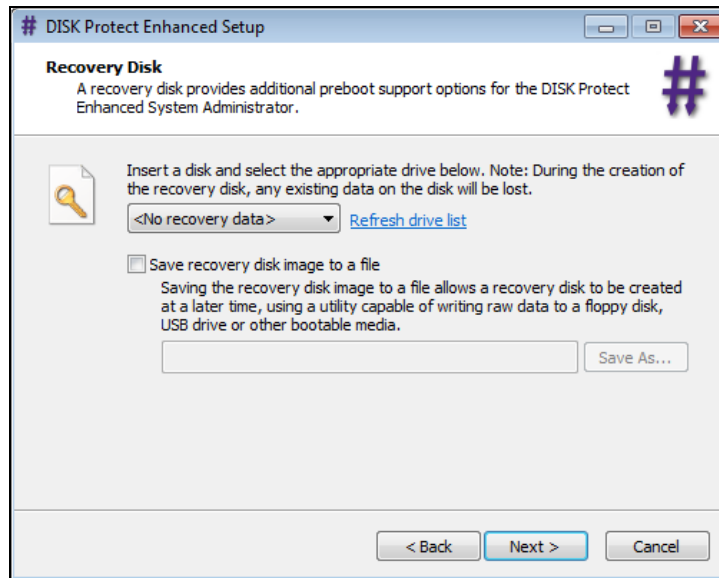 # DISK Protect Enhanced Setup
Recovery Disk
A recovery disk provides additional preboot support options for the DISK Protect
Enhanced System Administrator.
#
Insert a disk and select the appropriate drive below. Note: During the creation of
the recovery disk, any existing data on the disk will be lost.
<No recovery data>
Refresh drive list
Save recovery disk image to a file
Saving the recovery disk image to a file allows a recovery disk to be created
at a later time, using a utility capable of writing raw data to a floppy disk,
USB drive or other bootable media.
Save As...
< Back
Next >
Cancel